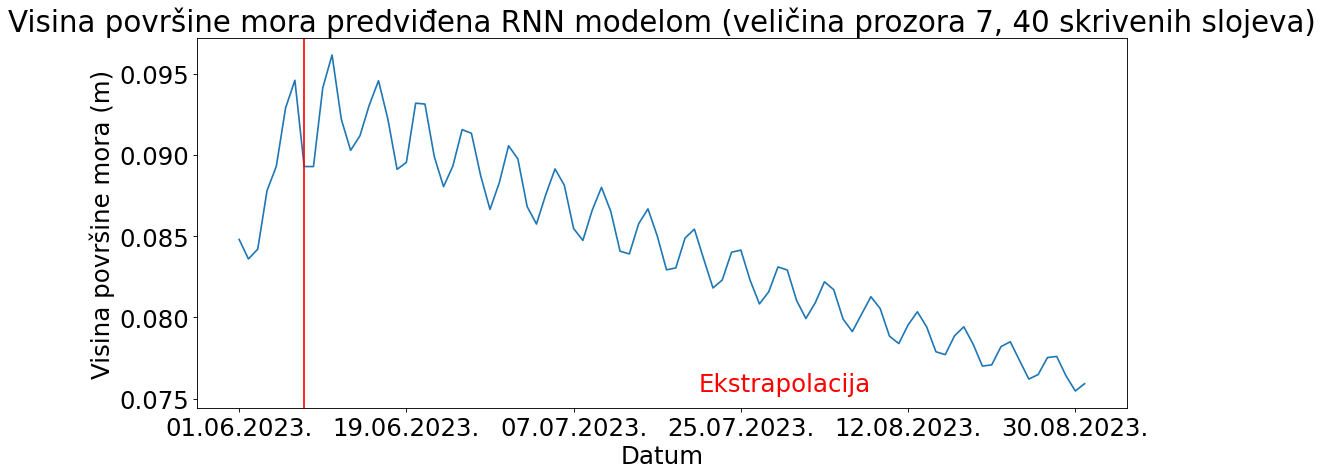 Visina površine mora predviđena RNN modelom (veličina prozora 7, 40 skrivenih slojeva)
Visina površine mora (m)
0.095
0.090
0.085
0.080
0.075
Ekstrapolacija
01.06.2023. 19.06.2023. 07.07.2023. 25.07.2023. 12.08.2023. 30.08.2023.
Datum